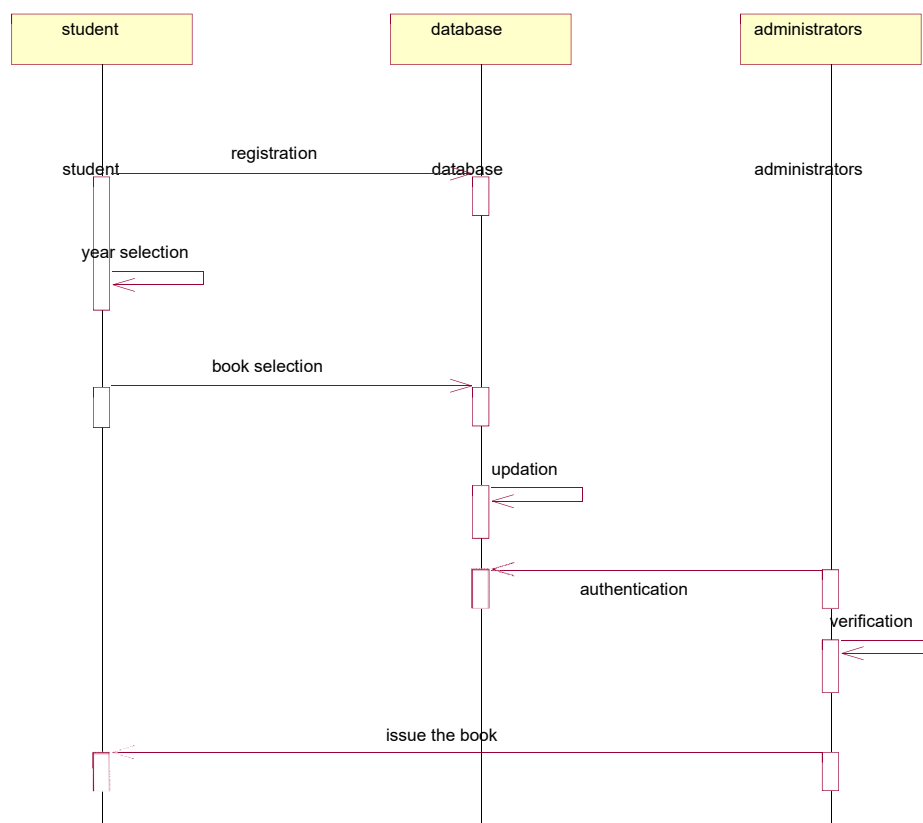 student
database
administrators
registration
student
database
administrators
year selection
book selection
updation
authentication
verification
issue the book